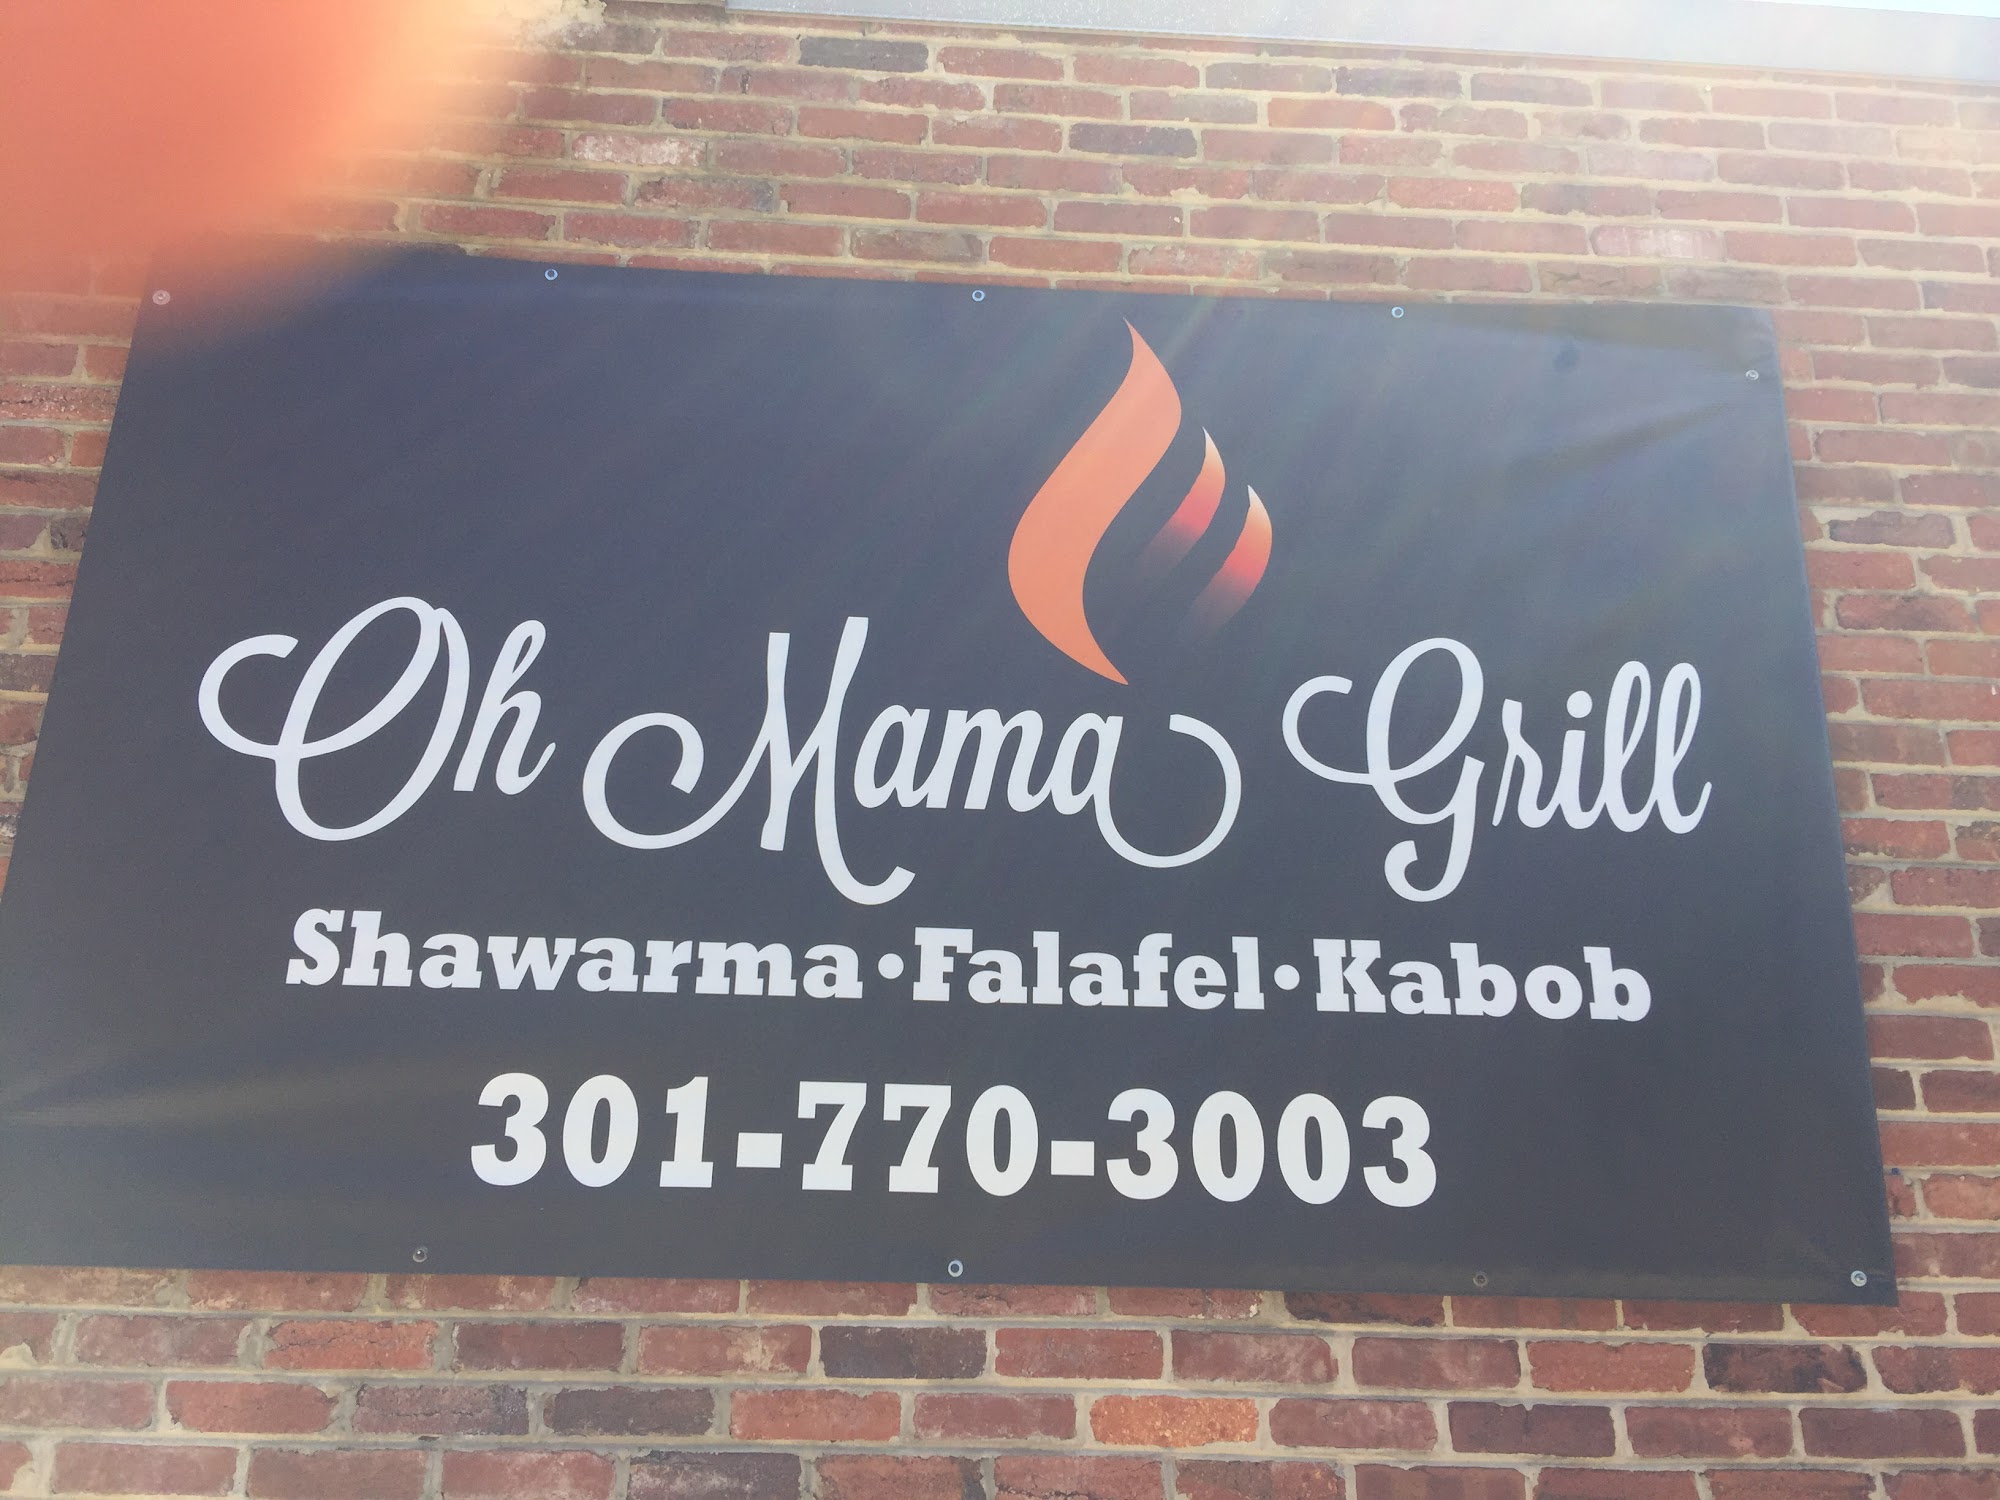 Oh Mama Grill
Shawarma•Falafel•Kabob
301-770-3003